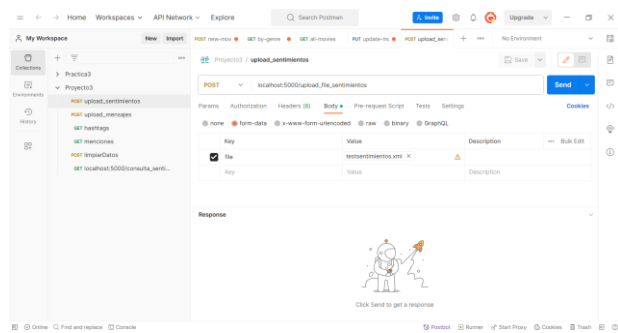 Home Workspaces API Network Explore Search Postman Invite Upgrade
My Workspace New Import POST new-mov GET by-genre GET all-movies PUT update-mc POST upload_sen + No Environment
Collections
Environments
History
Practica3
Proyecto3
POST upload_sentimientos
POST upload_mensajes
GET hashtags
GET menciones
POST limpiarDatos
GET localhost:5000/consulta_senti...
Proyecto3 / upload_sentimientos Save
POST localhost:5000/upload_file_sentimientos Send
Params Authorization Headers (8) Body Pre-request Script Tests Settings Cookies
none form-data x-www-form-urlencoded raw binary GraphQL
Key Value Description Bulk Edit
file testsentimientos.xml
Key Value Description
Response
Click Send to get a response
Online Find and replace Console Postbot Runner Start Proxy Cookies Trash